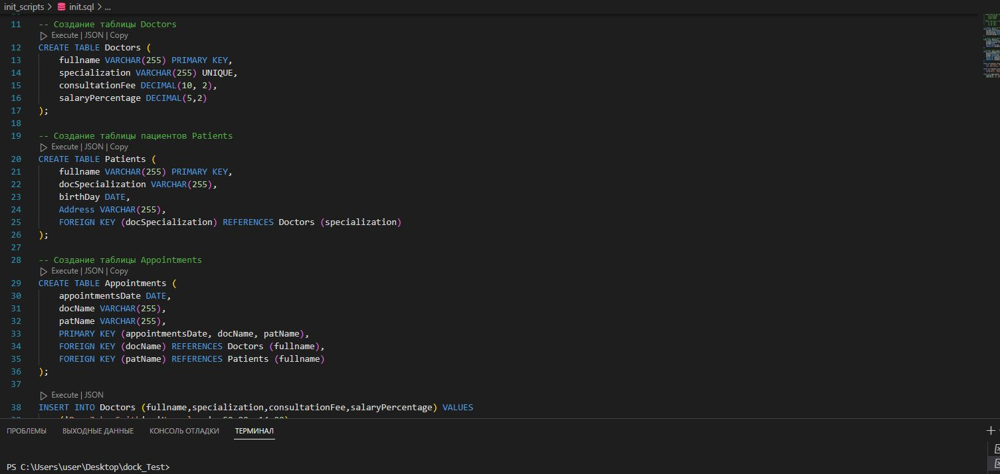 init_scripts > init.sql > ...
11 -- Создание таблицы Doctors
Execute | JSON | Copy
12 CREATE TABLE Doctors (
13 fullname VARCHAR(255) PRIMARY KEY,
14 specialization VARCHAR(255) UNIQUE,
15 consultationFee DECIMAL(10, 2),
16 salaryPercentage DECIMAL(5,2)
17 );
18
19 -- Создание таблицы пациентов Patients
Execute | JSON | Copy
20 CREATE TABLE Patients (
21 fullname VARCHAR(255) PRIMARY KEY,
22 docSpecialization VARCHAR(255),
23 birthDay DATE,
24 Address VARCHAR(255),
25 FOREIGN KEY (docSpecialization) REFERENCES Doctors (specialization)
26 );
27
28 -- Создание таблицы Appointments
Execute | JSON | Copy
29 CREATE TABLE Appointments (
30 appointmentsDate DATE,
31 docName VARCHAR(255),
32 patName VARCHAR(255),
33 PRIMARY KEY (appointmentsDate, docName, patName),
34 FOREIGN KEY (docName) REFERENCES Doctors (fullname),
35 FOREIGN KEY (patName) REFERENCES Patients (fullname)
36 );
37
Execute | JSON
38 INSERT INTO Doctors (fullname,specialization,consultationFee,salaryPercentage) VALUES
ПРОБЛЕМЫ ВЫХОДНЫЕ ДАННЫЕ КОНСОЛЬ ОТЛАДКИ ТЕРМИНАЛ
PS C:\Users\user\Desktop\dock_Test>